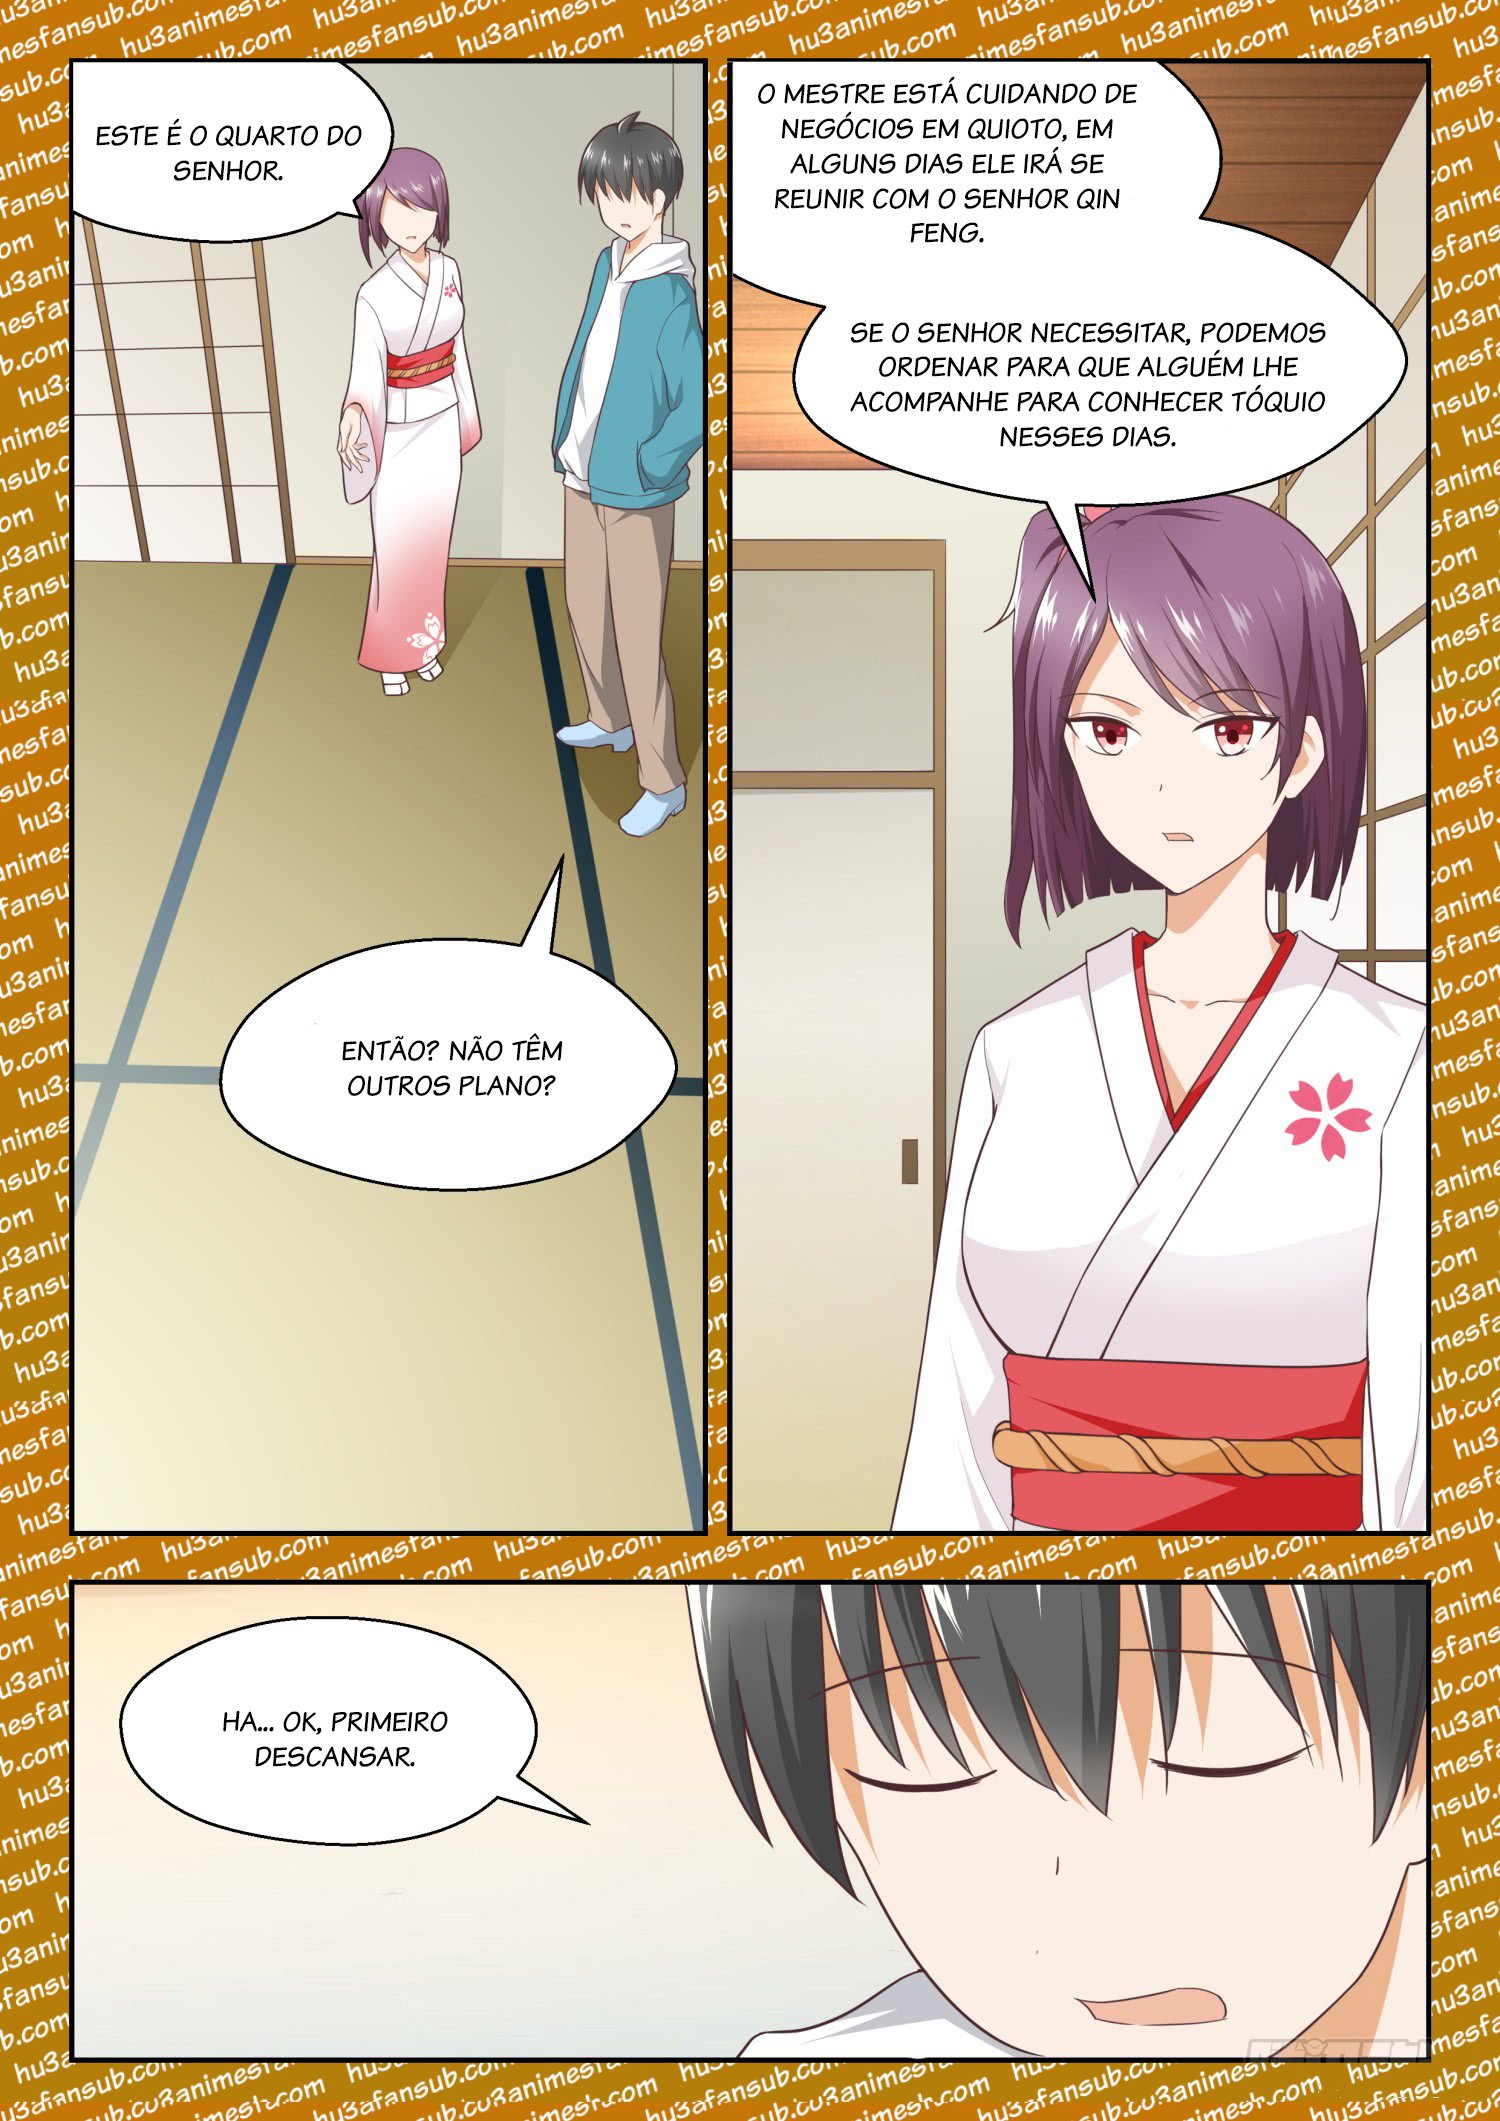 ESTE É O QUARTO DO
SENHOR.
ENTÃO? NÃO TÊM
OUTROS PLANO?
O MESTRE ESTÁ CUIDANDO DE
NEGÓCIOS EM QUIOTO, EM
ALGUNS DIAS ELE IRÁ SE
REUNIR COM O SENHOR QIN
FENG.
SE O SENHOR NECESSITAR, PODEMOS
ORDENAR PARA QUE ALGUÉM LHE
ACOMPANHE PARA CONHECER TÓQUIO
NESSES DIAS.
HA... OK, PRIMEIRO
DESCANSAR.
hu3animesfansub.com